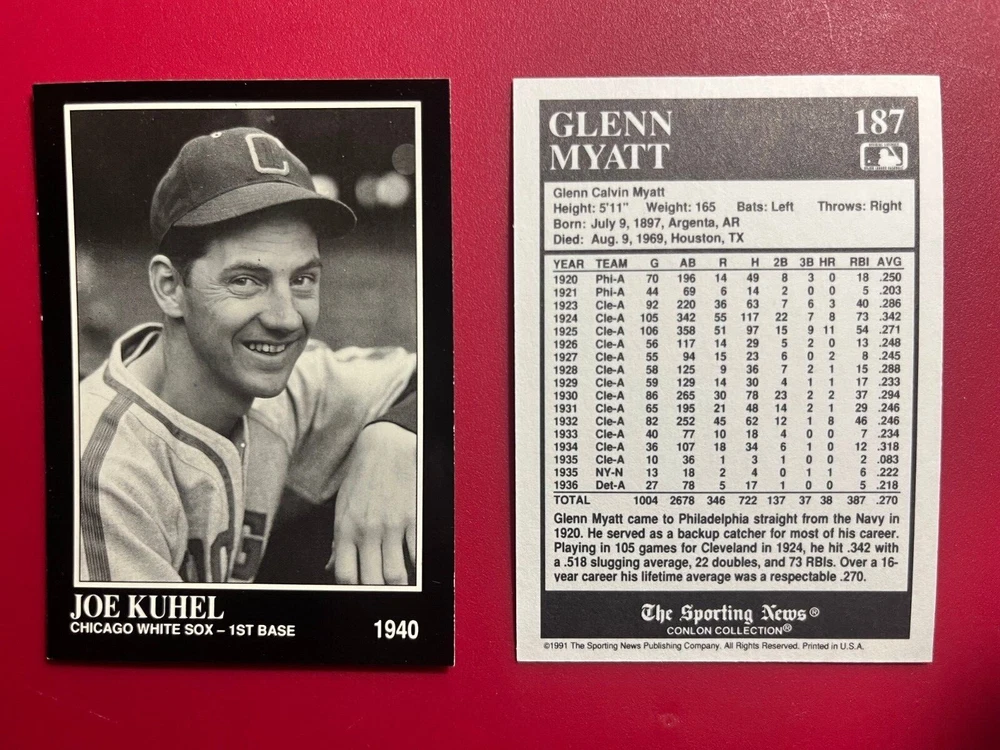 C
JOE KUHEL
CHICAGO WHITE SOX – 1ST BASE 1940
GLENN 187
MYATT
Glenn Calvin Myatt
Height: 5'11" Weight: 165 Bats: Left Throws: Right
Born: July 9, 1897, Argenta, AR
Died: Aug. 9, 1969, Houston, TX
YEAR TEAM G AB R H 2B 3B HR RBI AVG
1920 Phi-A 70 196 14 49 8 3 0 18 .250
1921 Phi-A 44 69 6 14 2 0 0 5 .203
1923 Cle-A 92 220 36 63 7 6 3 40 .286
1924 Cle-A 105 342 55 117 22 7 8 73 .342
1925 Cle-A 106 358 51 97 15 9 11 54 .271
1926 Cle-A 56 117 14 29 5 2 0 13 .248
1927 Cle-A 55 94 15 23 6 0 2 8 .245
1928 Cle-A 58 125 9 36 7 2 1 15 .288
1929 Cle-A 59 129 14 30 4 1 1 17 .233
1930 Cle-A 86 265 30 78 23 2 2 37 .294
1931 Cle-A 65 195 21 48 14 2 1 29 .246
1932 Cle-A 82 252 45 62 12 1 8 46 .246
1933 Cle-A 40 77 10 18 4 0 0 7 .234
1934 Cle-A 36 107 18 34 6 1 0 12 .318
1935 Cle-A 10 36 1 3 1 0 0 2 .083
1935 NY-N 13 18 2 4 0 1 1 6 .222
1936 Det-A 27 78 5 17 1 0 0 5 .218
TOTAL 1004 2678 346 722 137 37 38 387 .270
Glenn Myatt came to Philadelphia straight from the Navy in
1920. He served as a backup catcher for most of his career.
Playing in 105 games for Cleveland in 1924, he hit .342 with
a .518 slugging average, 22 doubles, and 73 RBIs. Over a 16-
year career his lifetime average was a respectable .270.
The Sporting News®
CONLON COLLECTION®
©1991 The Sporting News Publishing Company. All Rights Reserved. Printed in U.S.A.